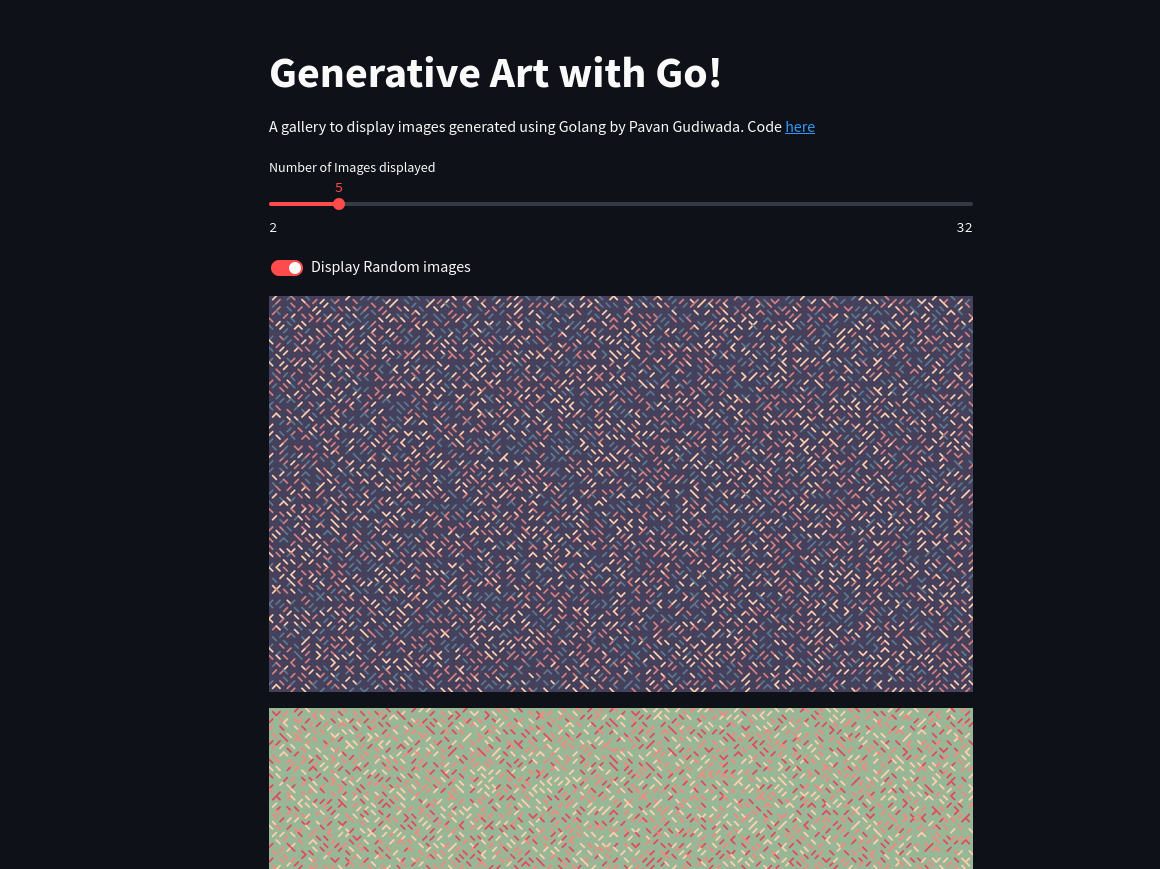 Generative Art with Go!
A gallery to display images generated using Golang by Pavan Gudiwada. Code here
Number of Images displayed
5
2 32
Display Random images